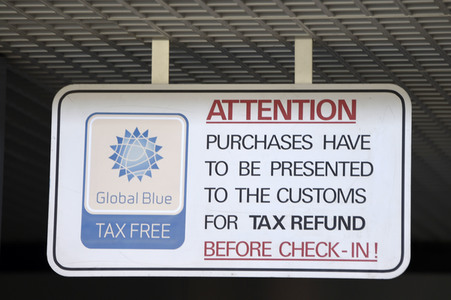 Global Blue
TAX FREE
ATTENTION
PURCHASES HAVE
TO BE PRESENTED
TO THE CUSTOMS
FOR TAX REFUND
BEFORE CHECK-IN!